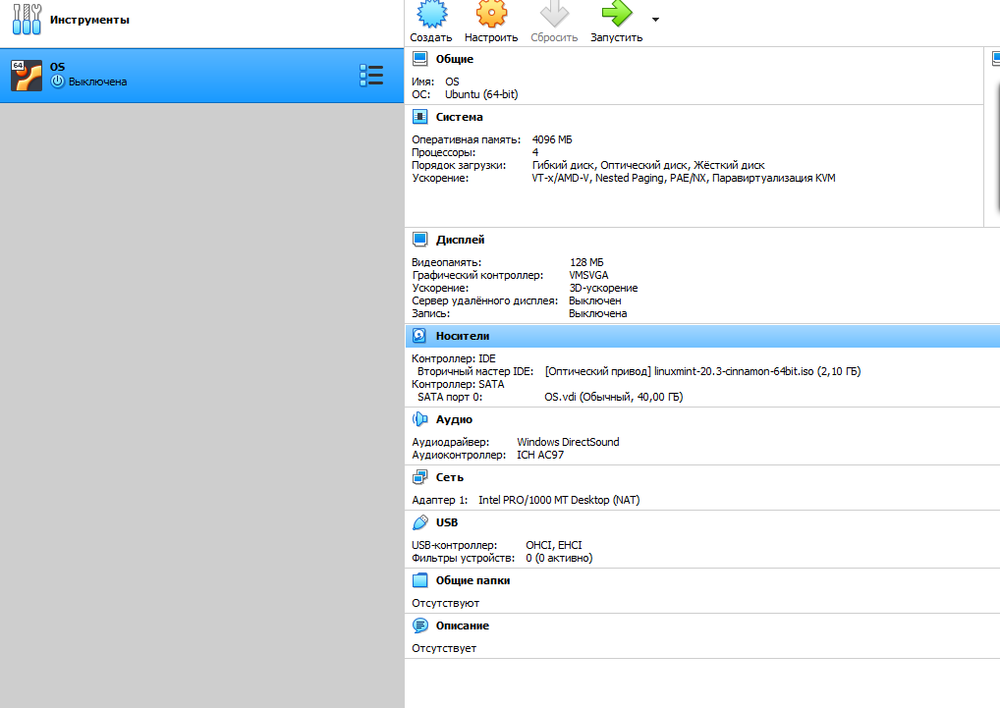 Инструменты
64
OS
Выключена
Создать Настроить Сбросить Запустить
Общие
Имя: OS
ОС: Ubuntu (64-bit)
Система
Оперативная память: 4096 МБ
Процессоры: 4
Порядок загрузки: Гибкий диск, Оптический диск, Жёсткий диск
Ускорение: VT-x/AMD-V, Nested Paging, PAE/NX, Паравиртуализация KVM
Дисплей
Видеопамять: 128 МБ
Графический контроллер: VMSVGA
Ускорение: 3D-ускорение
Сервер удалённого дисплея: Выключен
Запись: Выключена
Носители
Контроллер: IDE
Вторичный мастер IDE: [Оптический привод] linuxmint-20.3-cinnamon-64bit.iso (2,10 ГБ)
Контроллер: SATA
SATA порт 0: OS.vdi (Обычный, 40,00 ГБ)
Аудио
Аудиодрайвер: Windows DirectSound
Аудиоконтроллер: ICH AC97
Сеть
Адаптер 1: Intel PRO/1000 MT Desktop (NAT)
USB
USB-контроллер: OHCI, EHCI
Фильтры устройств: 0 (0 активно)
Общие папки
Отсутствуют
Описание
Отсутствует